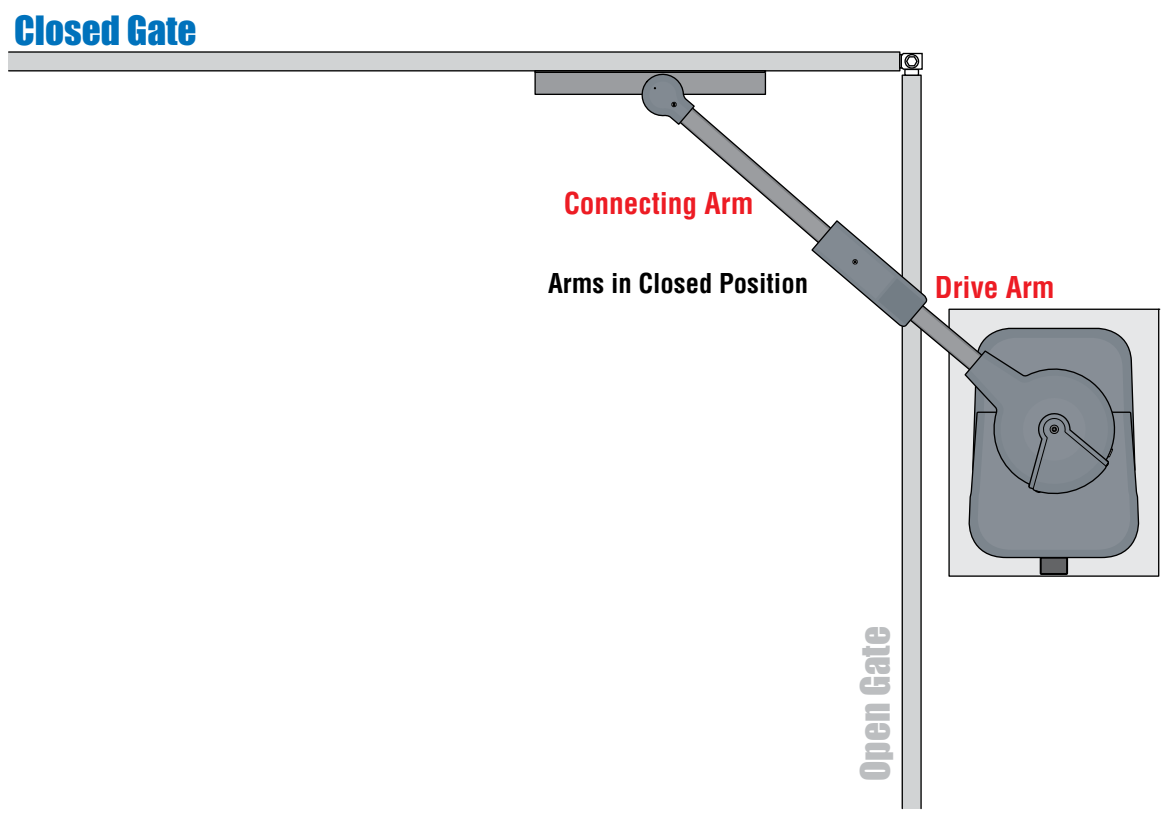 Closed Gate
Connecting Arm
Arms in Closed Position
Drive Arm
Open Gate